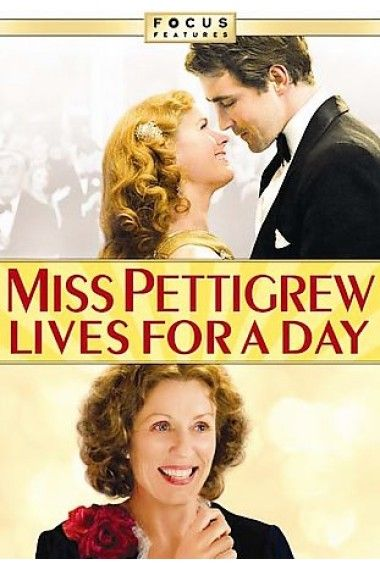 FOCUS
FEATURES
MISS PETTIGREW
LIVES FOR A DAY